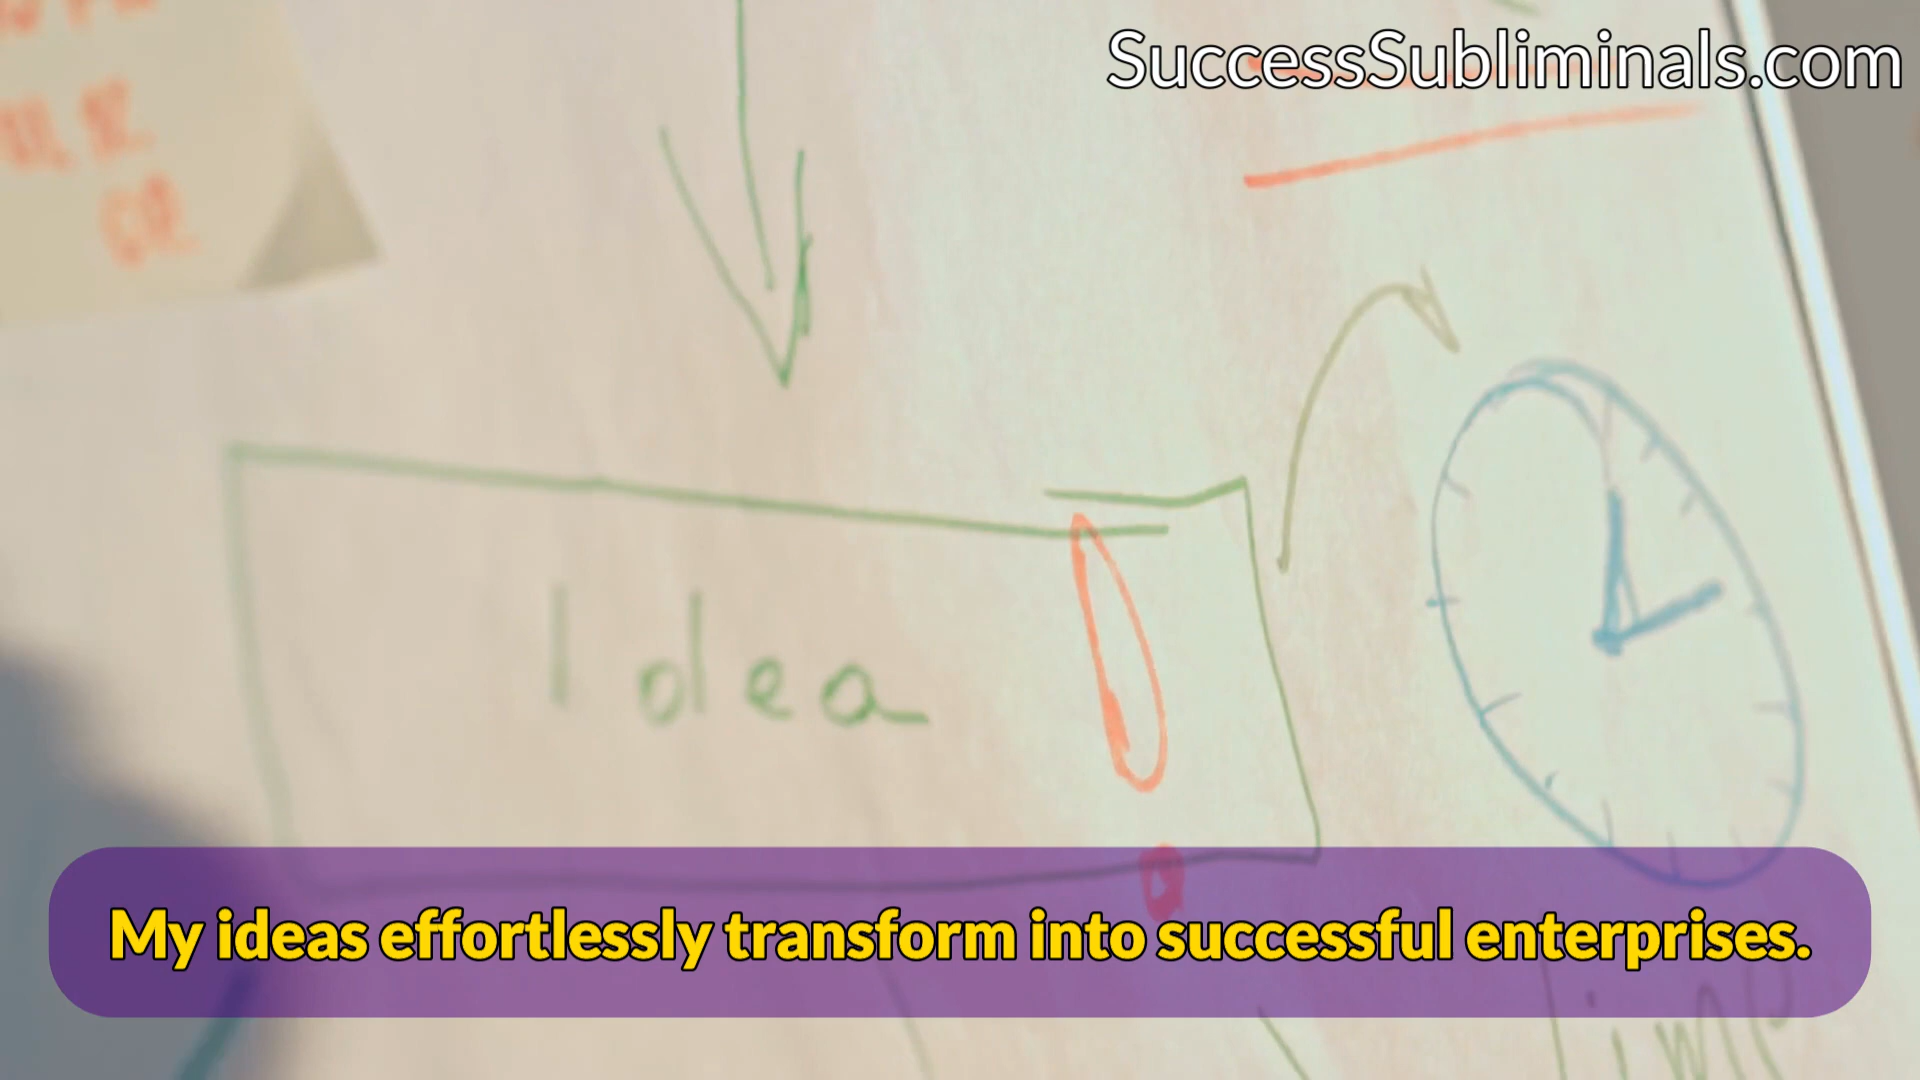 SuccessSubliminals.com
Idea
My ideas effortlessly transform into successful enterprises.